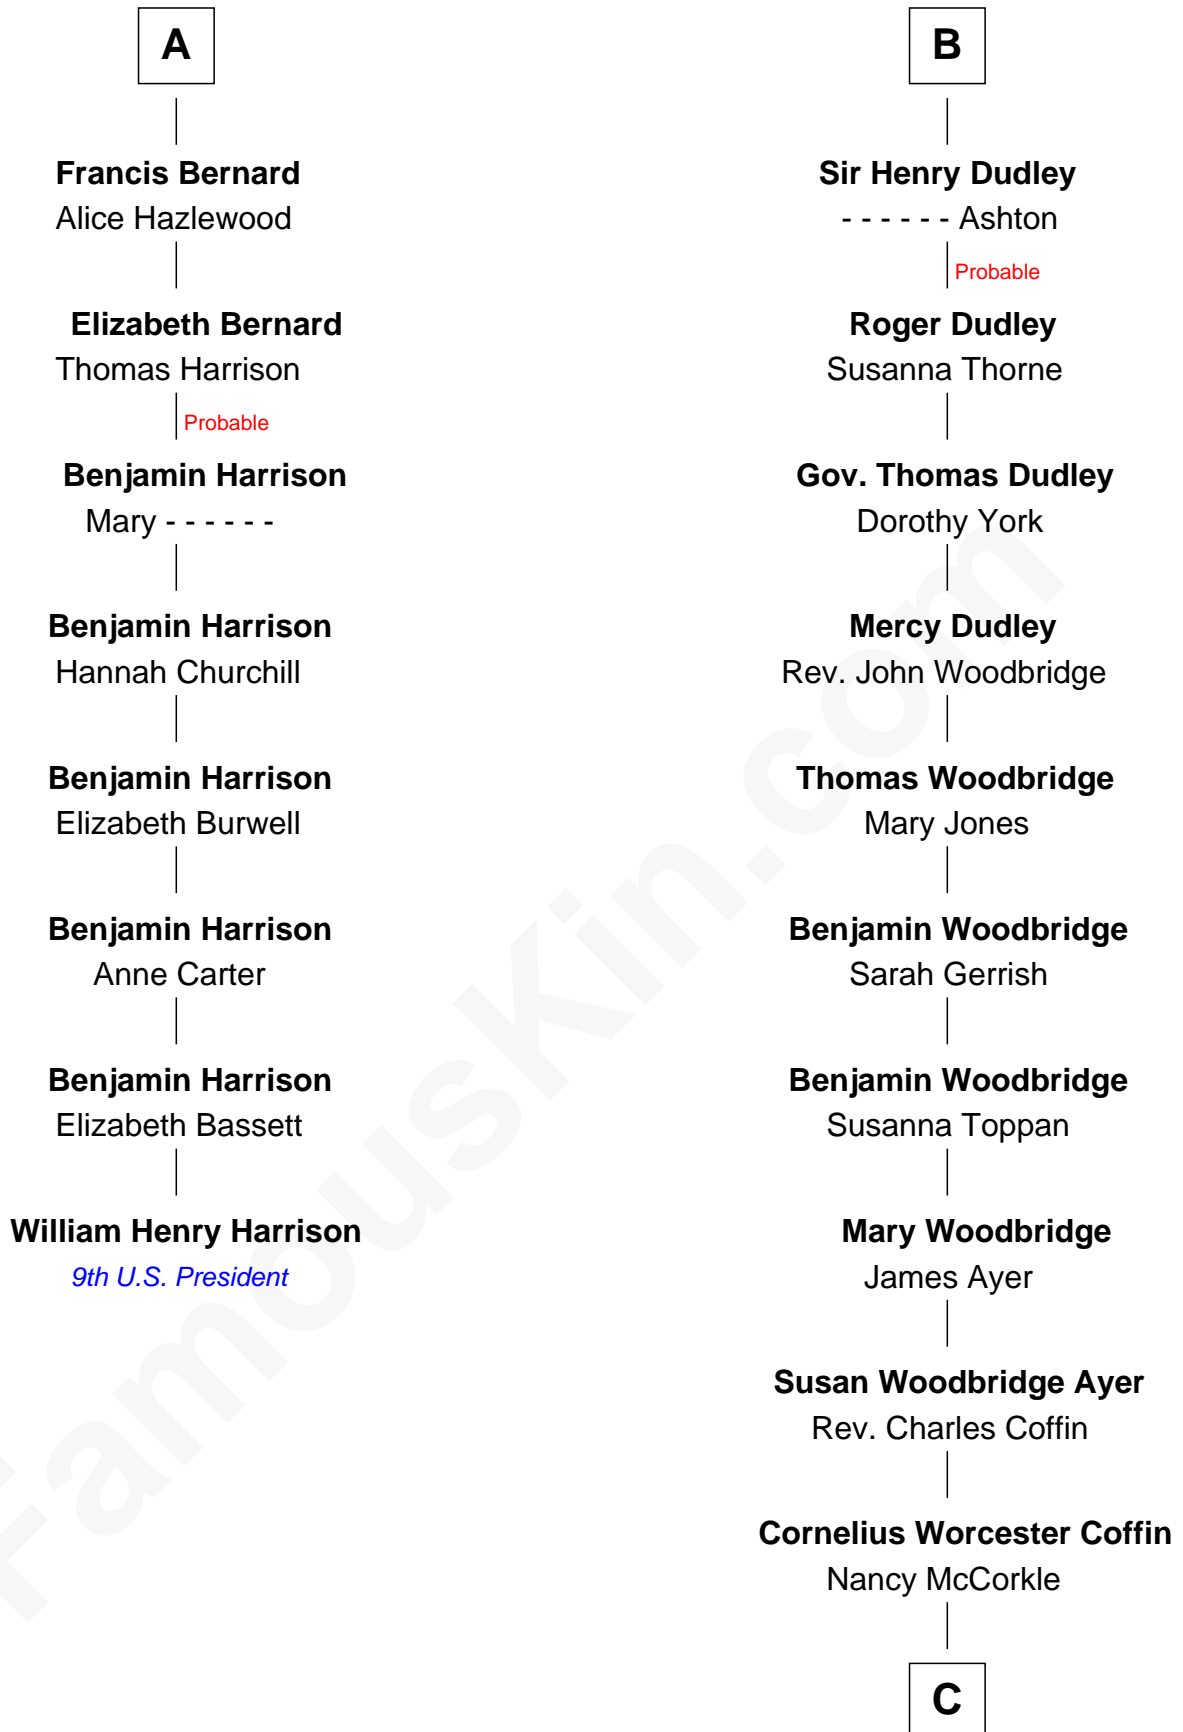 A
Francis Bernard
Alice Hazlewood
Elizabeth Bernard
Thomas Harrison
Probable
Benjamin Harrison
Mary - - - - - -
Benjamin Harrison
Hannah Churchill
Benjamin Harrison
Elizabeth Burwell
Benjamin Harrison
Anne Carter
Benjamin Harrison
Elizabeth Bassett
William Henry Harrison
9th U.S. President
B
Sir Henry Dudley
- - - - - - Ashton
Probable
Roger Dudley
Susanna Thorne
Gov. Thomas Dudley
Dorothy York
Mercy Dudley
Rev. John Woodbridge
Thomas Woodbridge
Mary Jones
Benjamin Woodbridge
Sarah Gerrish
Benjamin Woodbridge
Susanna Toppan
Mary Woodbridge
James Ayer
Susan Woodbridge Ayer
Rev. Charles Coffin
Cornelius Worcester Coffin
Nancy McCorkle
C
FamousKin.com